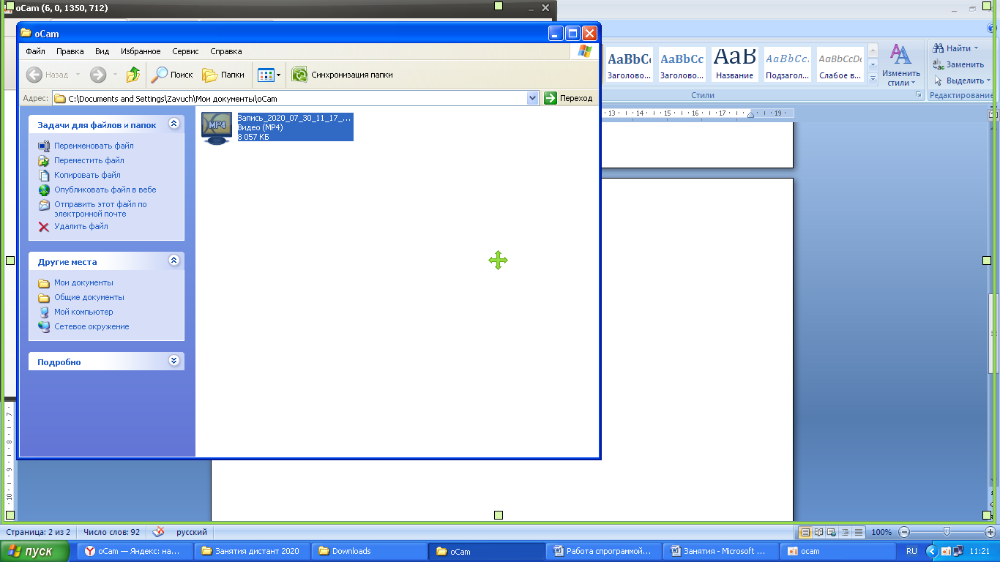 oCam (6, 0, 1350, 712)
oCam
Файл Правка Вид Избранное Сервис Справка
Назад Поиск Папки Синхронизация папки
Адрес: C:\Documents and Settings\Zavuch\Мои документы\oCam Переход
Задачи для файлов и папок
Переименовать файл
Переместить файл
Копировать файл
Опубликовать файл в вебе
Отправить этот файл по
электронной почте
Удалить файл
Другие места
Мои документы
Общие документы
Мой компьютер
Сетевое окружение
Подробно
MP4
Запись_2020_07_30_11_17_...
Видео (MP4)
8 057 КБ
AaBbCc AaBbCc AaB AaBbCc. AaBbCcDc
Заголово... Заголово... Название Подзагол... Слабое в...
Изменить
стили
Стили
Найти
Заменить
Выделить
Редактирование
13 14 15 16 17 19
7
8
9
10
Страница: 2 из 2 Число слов: 92 русский 100%
пуск oCam — Яндекс: на... Занятия дистант 2020 Downloads oCam Работа спрограммой... Занятия - Microsoft ... ocam RU 11:21